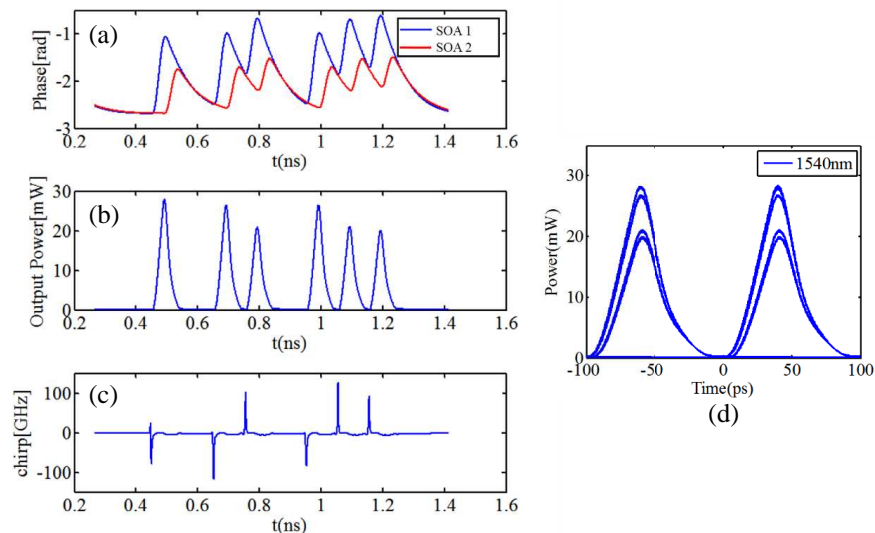 (a)
SOA 1
SOA 2
Phase[rad]
-1
-2
-3
0.2 0.4 0.6 0.8 1 1.2 1.4 1.6
t(ns)
(b)
Output Power[mW]
30
20
10
0
0.2 0.4 0.6 0.8 1 1.2 1.4 1.6
t(ns)
(c)
chirp[GHz]
100
0
-100
0.2 0.4 0.6 0.8 1 1.2 1.4 1.6
t(ns)
1540nm
Power(mW)
30
20
10
0
-100 -50 0 50 100
Time(ps)
(d)